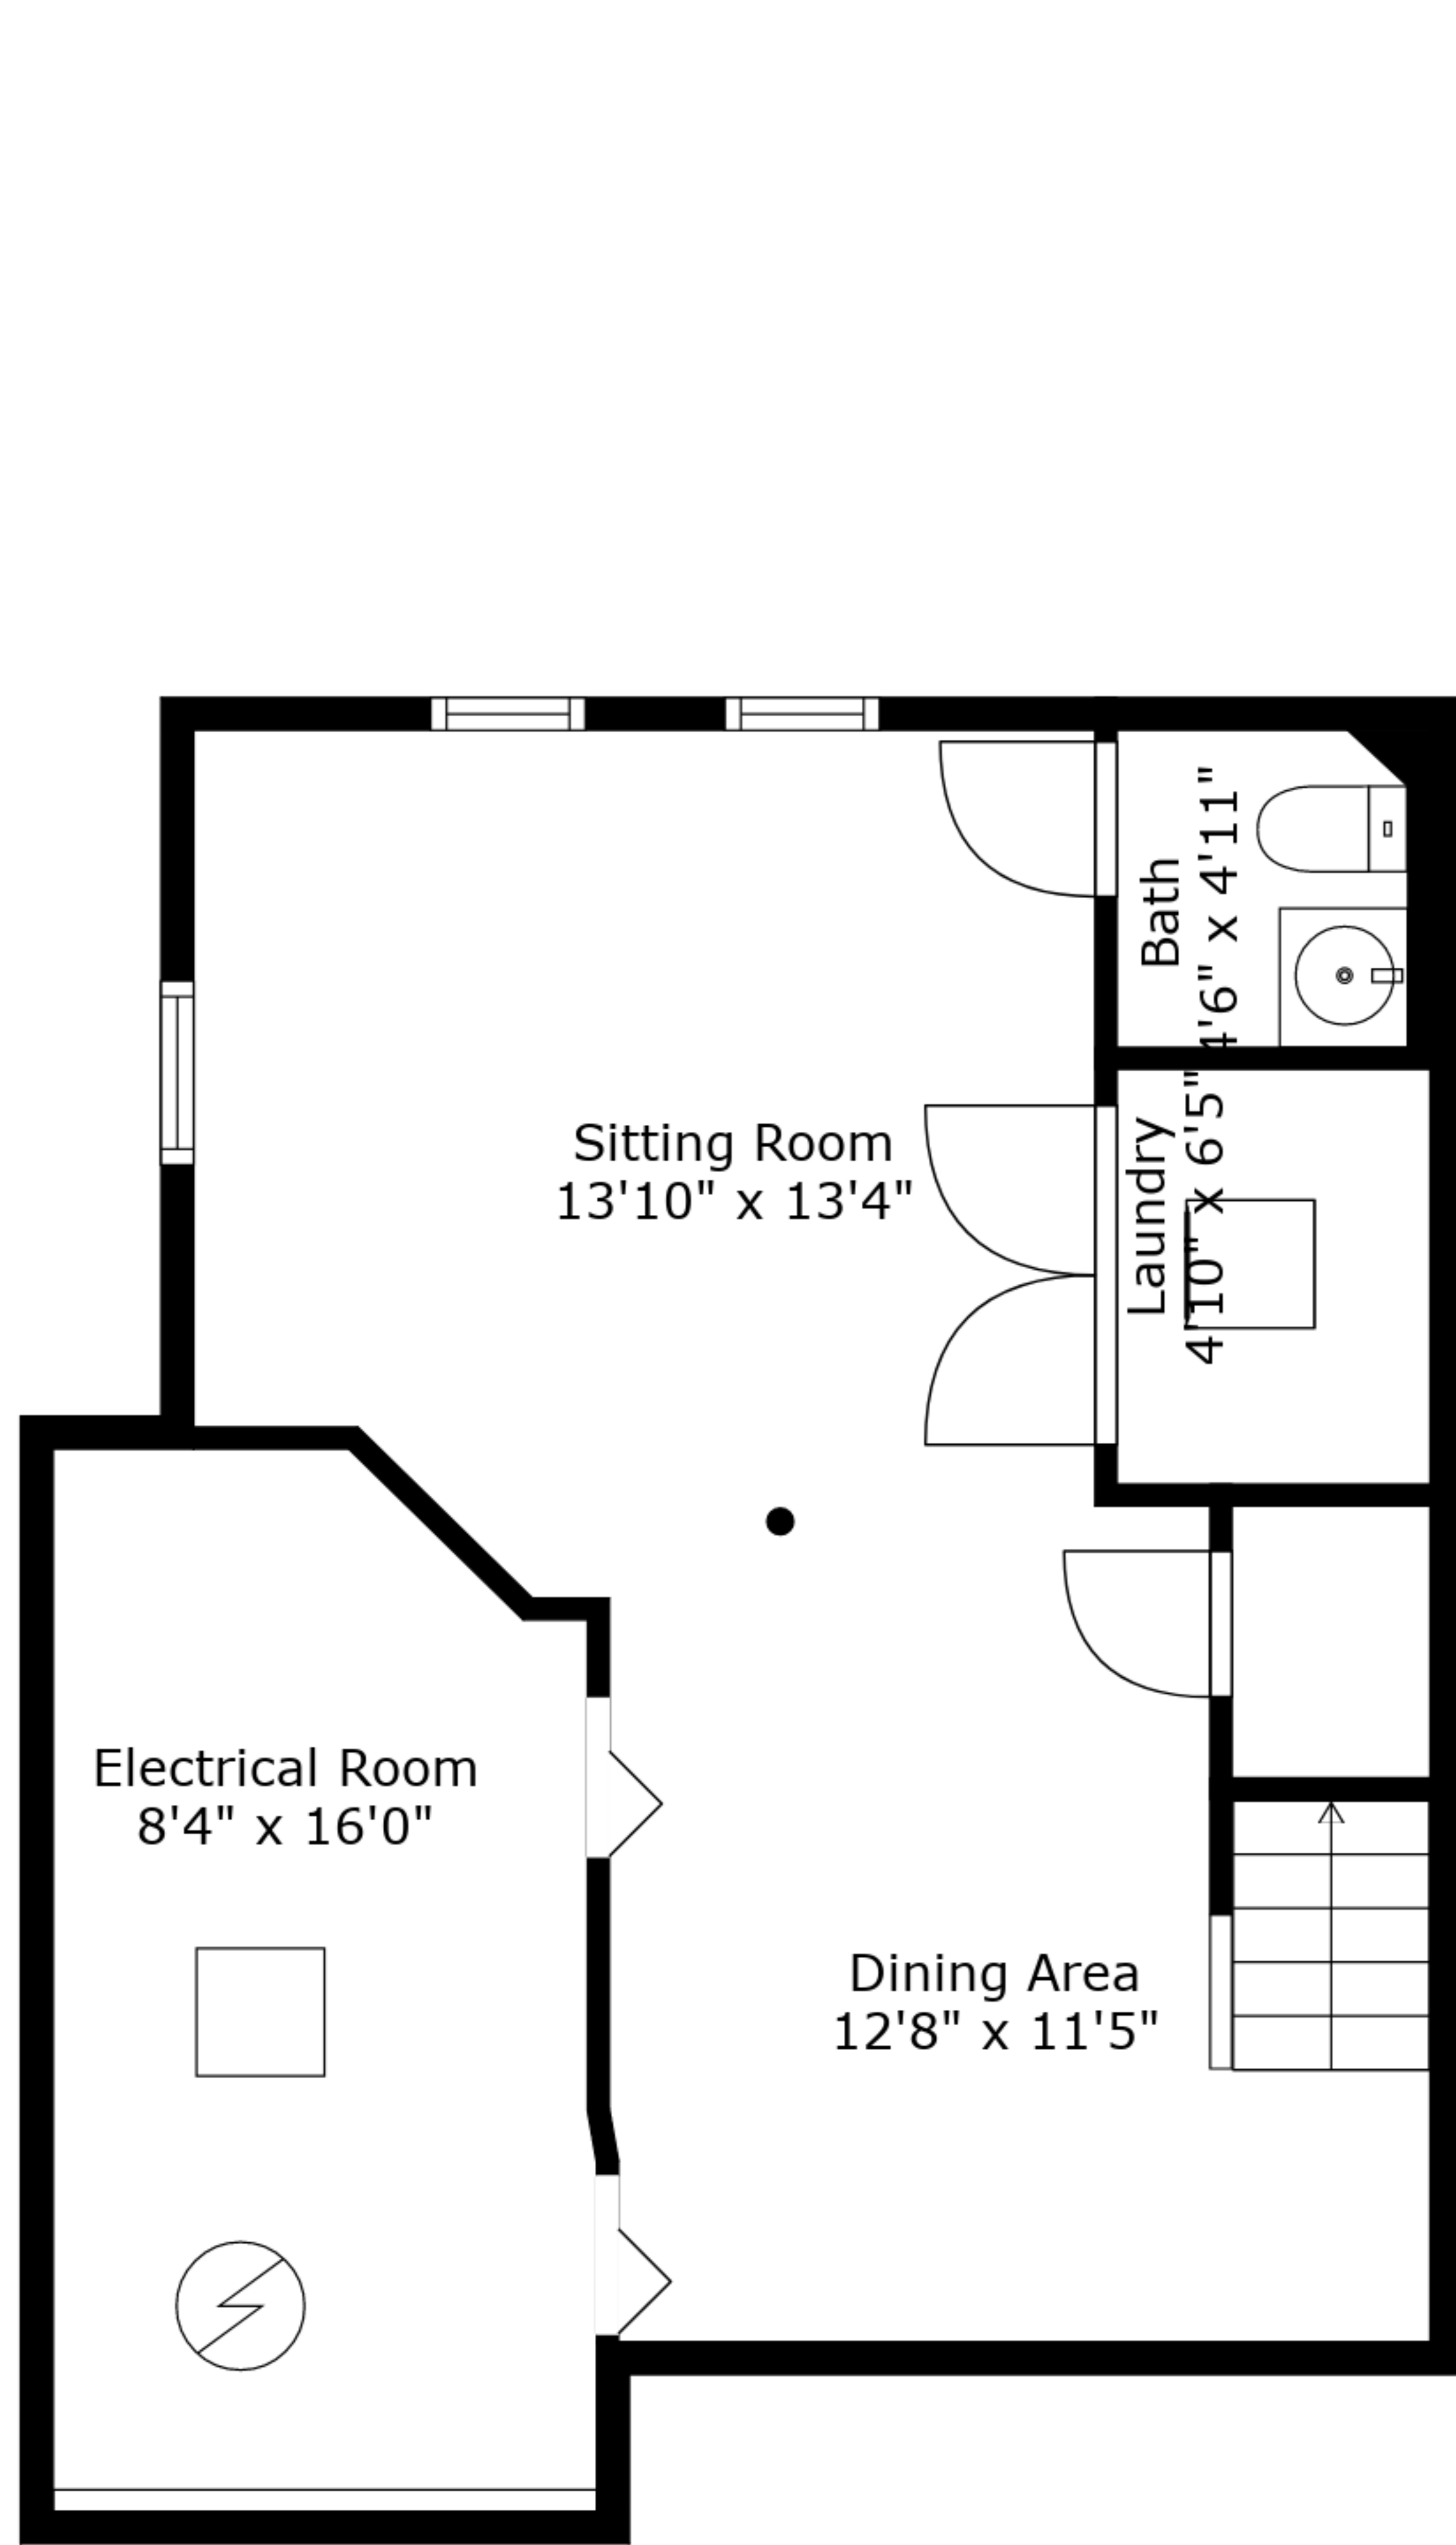 Bath
4'6" x 4'11"
Sitting Room
13'10" x 13'4"
Laundry
4'10" x 6'5"
Electrical Room
8'4" x 16'0"
Dining Area
12'8" x 11'5"